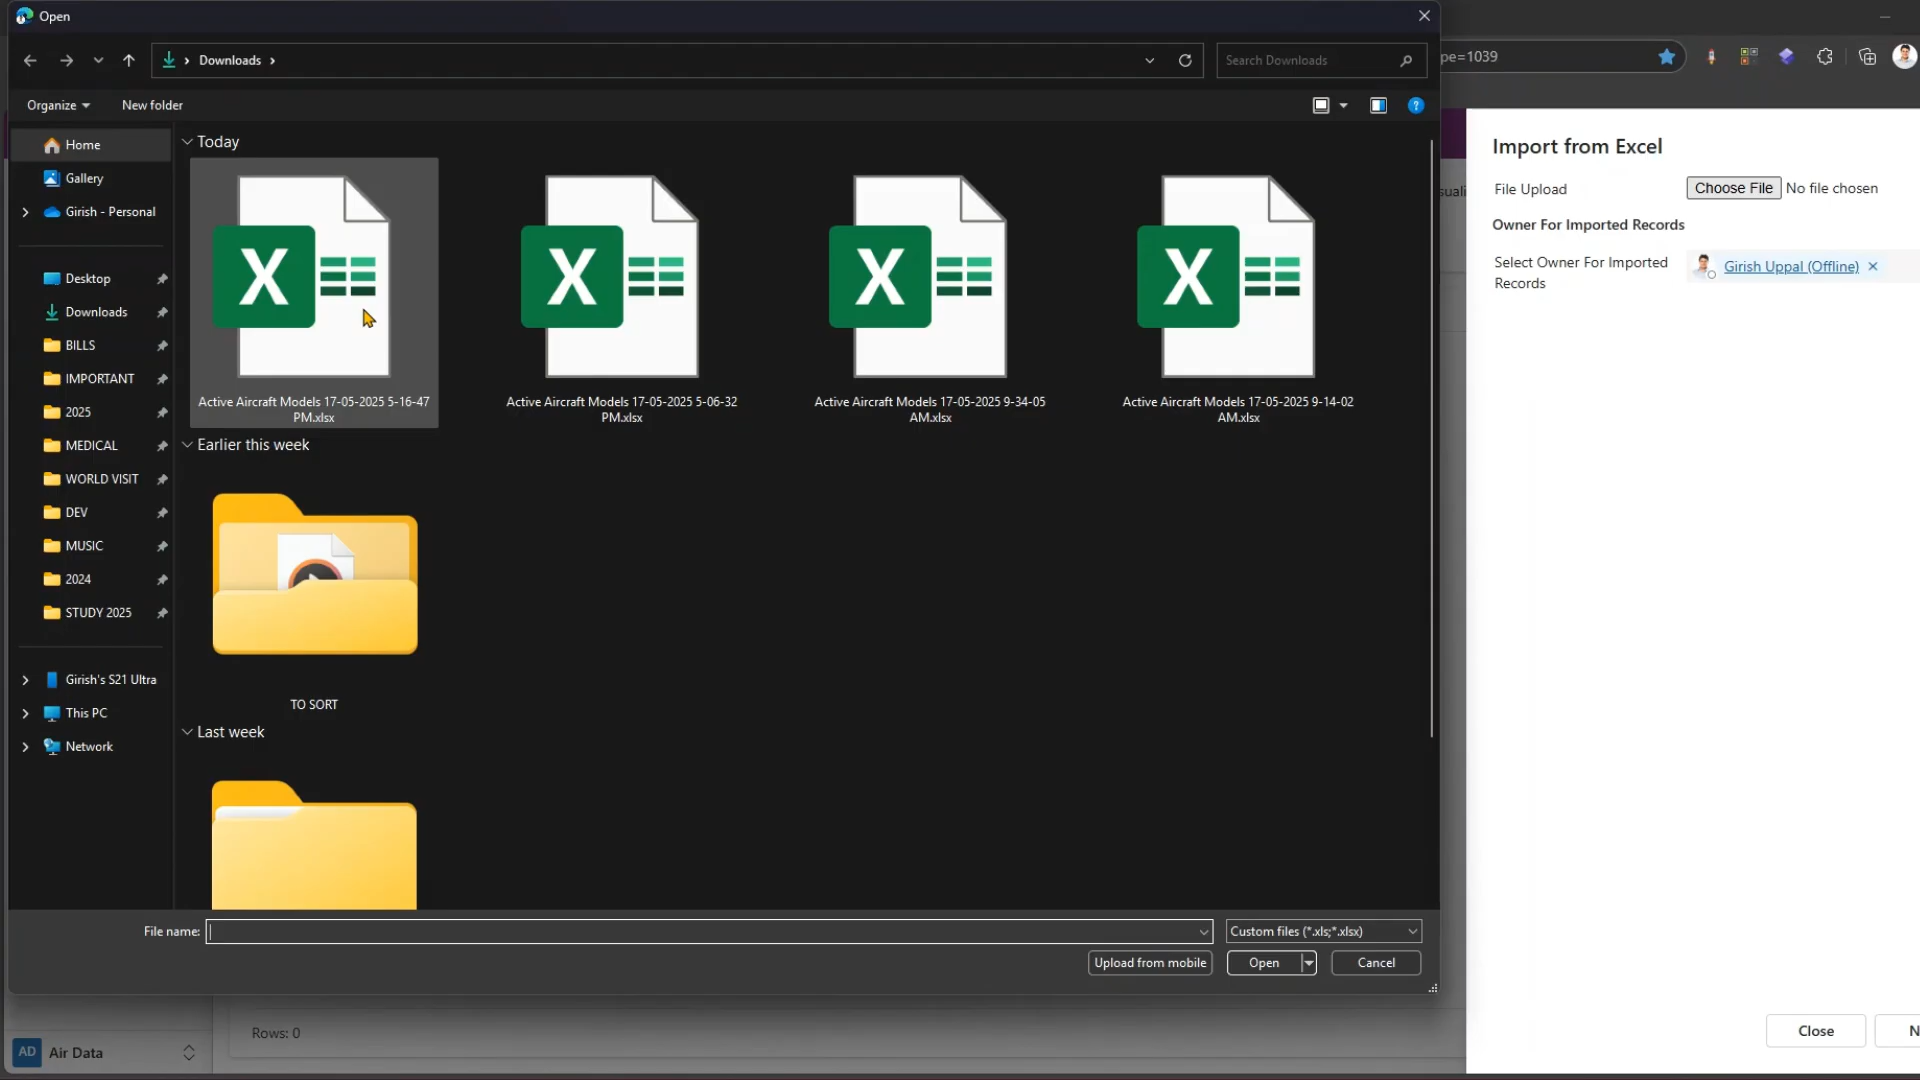 Open
Downloads
Search Downloads
pe=1039
Organize
New folder
Home
Gallery
Girish - Personal
Desktop
Downloads
BILLS
IMPORTANT
2025
MEDICAL
WORLD VISIT
DEV
MUSIC
2024
STUDY 2025
Girish's S21 Ultra
This PC
Network
Today
Active Aircraft Models 17-05-2025 5-16-47
PM.xlsx
Active Aircraft Models 17-05-2025 5-06-32
PM.xlsx
Active Aircraft Models 17-05-2025 9-34-05
AM.xlsx
Active Aircraft Models 17-05-2025 9-14-02
AM.xlsx
Earlier this week
TO SORT
Last week
File name:
Custom files (*.xls;*.xlsx)
Upload from mobile
Open
Cancel
Import from Excel
File Upload
Choose File No file chosen
Owner For Imported Records
Select Owner For Imported
Records
Girish Uppal (Offline)
Close
N
Rows: 0
AD Air Data